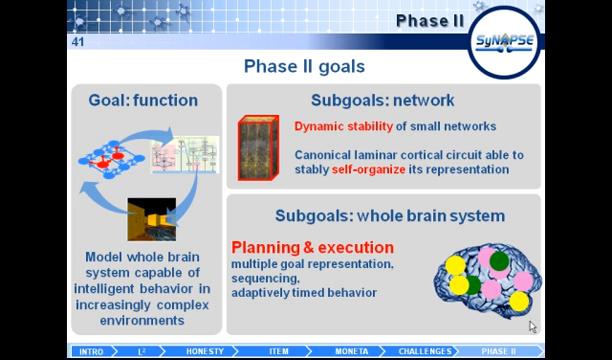 Phase II
SyNAPSE
41
Phase II goals
Goal: function
Model whole brain
system capable of
intelligent behavior in
increasingly complex
environments
Subgoals: network
Dynamic stability of small networks
Canonical laminar cortical circuit able to
stably self-organize its representation
Subgoals: whole brain system
Planning & execution
multiple goal representation,
sequencing,
adaptively timed behavior
INTRO L² HONESTY ITEM MONETA CHALLENGES PHASE II